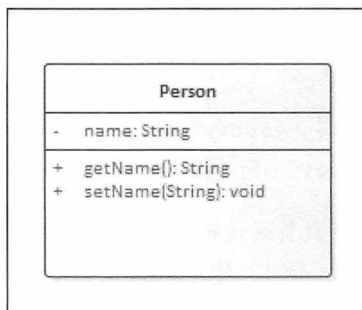 Person
- name: String
+ getName(): String
+ setName(String): void